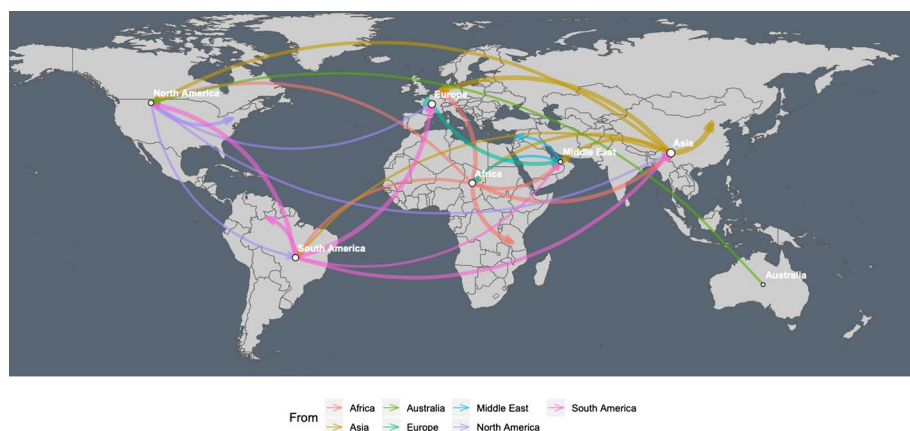 North America
Europe
Asia
Middle East
Africa
South America
Australia
From
Africa
Australia
Middle East
South America
Asia
Europe
North America